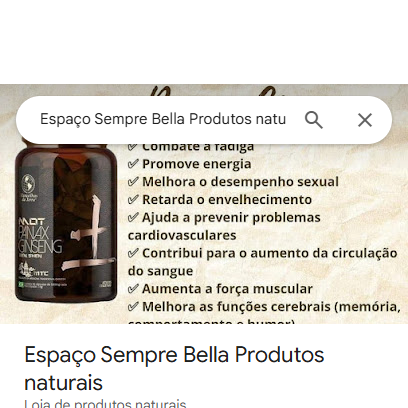 Espaço Sempre Bella Produtos natu
✅ Combate a fadiga
✅ Promove energia
✅ Melhora o desempenho sexual
✅ Retarda o envelhecimento
✅ Ajuda a prevenir problemas
cardiovasculares
✅ Contribui para o aumento da circulação
do sangue
✅ Aumenta a força muscular
✅ Melhora as funções cerebrais (memória,
comportamento e humor)
MDT
PANAX
GINSENG
Espaço Sempre Bella Produtos
naturais
Loja de produtos naturais